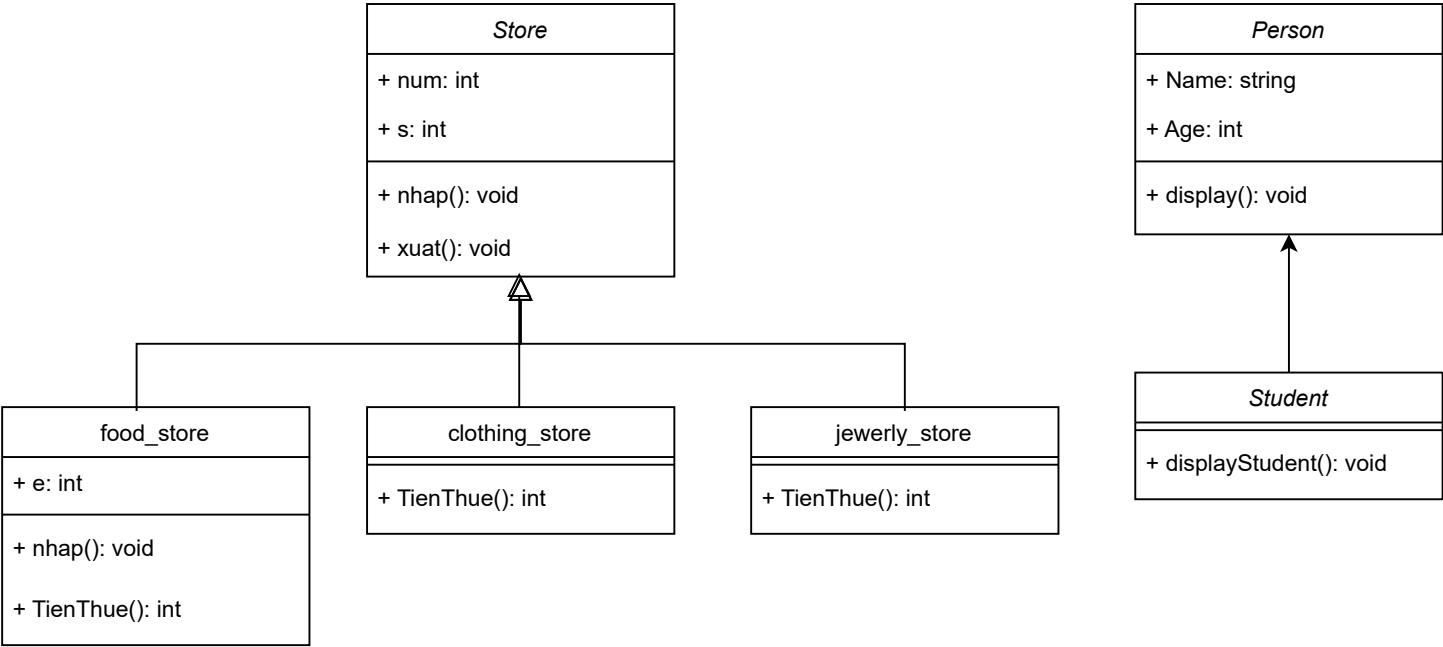 Store
+ num: int
+ s: int
+ nhap(): void
+ xuat(): void
Person
+ Name: string
+ Age: int
+ display(): void
food_store
+ e: int
+ nhap(): void
+ TienThue(): int
clothing_store
+ TienThue(): int
jewerly_store
+ TienThue(): int
Student
+ displayStudent(): void